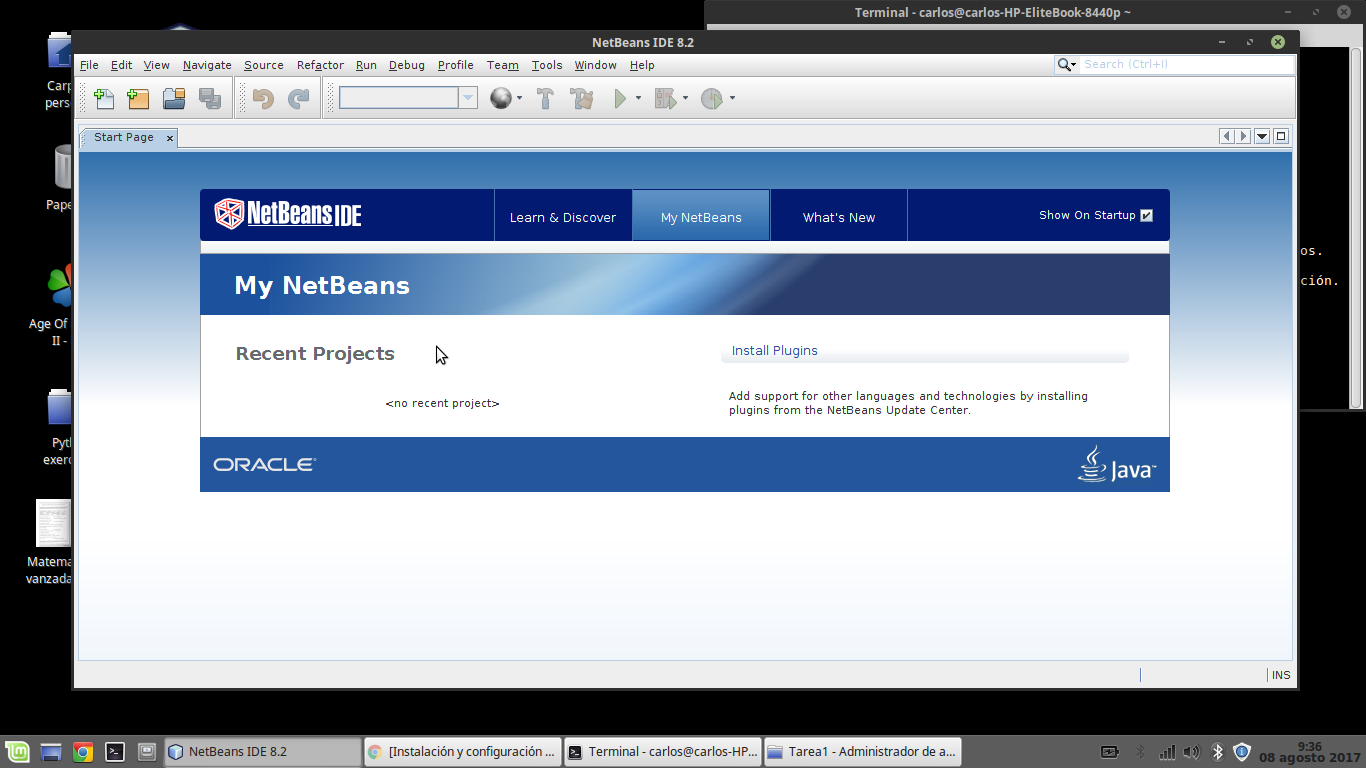 Terminal - carlos@carlos-HP-EliteBook-8440p ~
NetBeans IDE 8.2
File Edit View Navigate Source Refactor Run Debug Profile Team Tools Window Help
Search (Ctrl+I)
Start Page
NetBeans IDE
Learn & Discover
My NetBeans
What's New
Show On Startup
My NetBeans
Recent Projects
<no recent project>
Install Plugins
Add support for other languages and technologies by installing
plugins from the NetBeans Update Center.
ORACLE
Java
INS
os.
ción.
Carp
pers
Pape
Age Of
II -
Pyt
exerc
Matema
vanzada
NetBeans IDE 8.2
[Instalación y configuración ...
Terminal - carlos@carlos-HP...
Tarea1 - Administrador de a...
9:36
08 agosto 2017